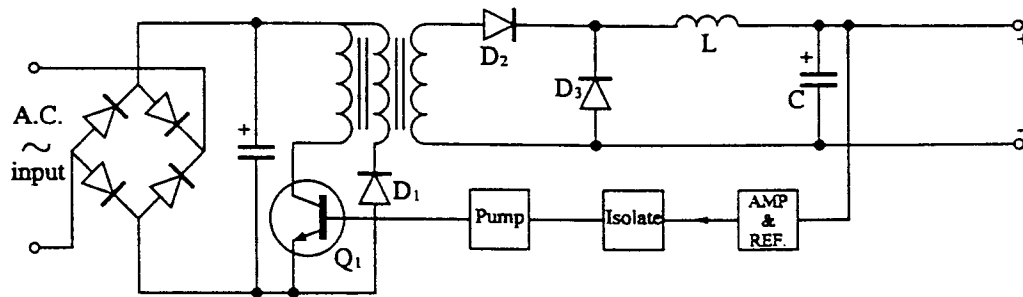 A.C.
~
input
+
D1
Q1
D2
D3
L
+
C
+
-
Pump
Isolate
AMP
&
REF.